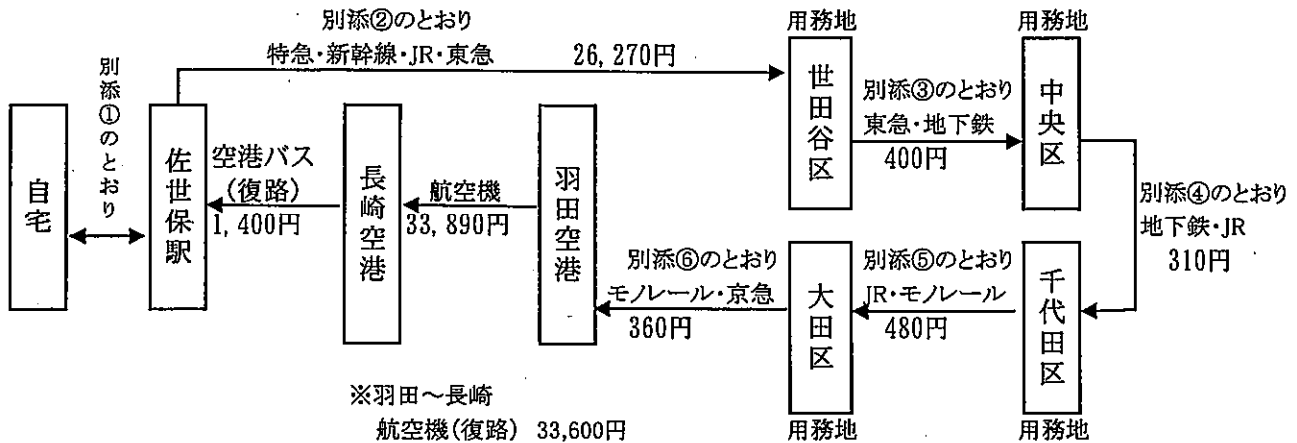 別添②のとおり
特急・新幹線・JR・東急 26,270円
用務地
用務地
別添①のとおり
自宅
佐世保駅
空港バス
(復路)
1,400円
長崎空港
航空機
33,890円
羽田空港
世田谷区
別添③のとおり
東急・地下鉄
400円
中央区
別添④のとおり
地下鉄・JR
310円
別添⑥のとおり
モノレール・京急
360円
大田区
別添⑤のとおり
JR・モノレール
480円
千代田区
※羽田～長崎
航空機(復路) 33,600円
用務地
用務地